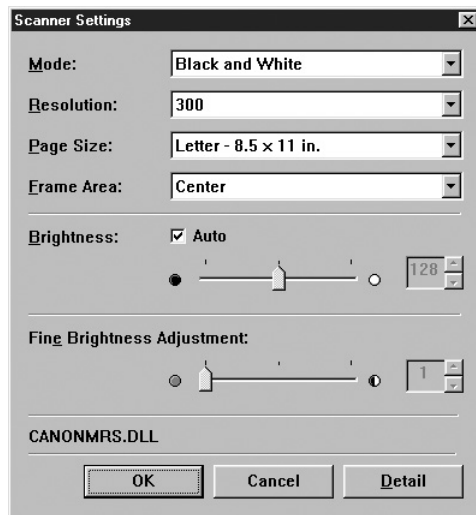 Scanner Settings
Mode: Black and White
Resolution: 300
Page Size: Letter - 8.5 x 11 in.
Frame Area: Center
Brightness: Auto
128
Fine Brightness Adjustment:
1
CANONMRS.DLL
OK Cancel Detail